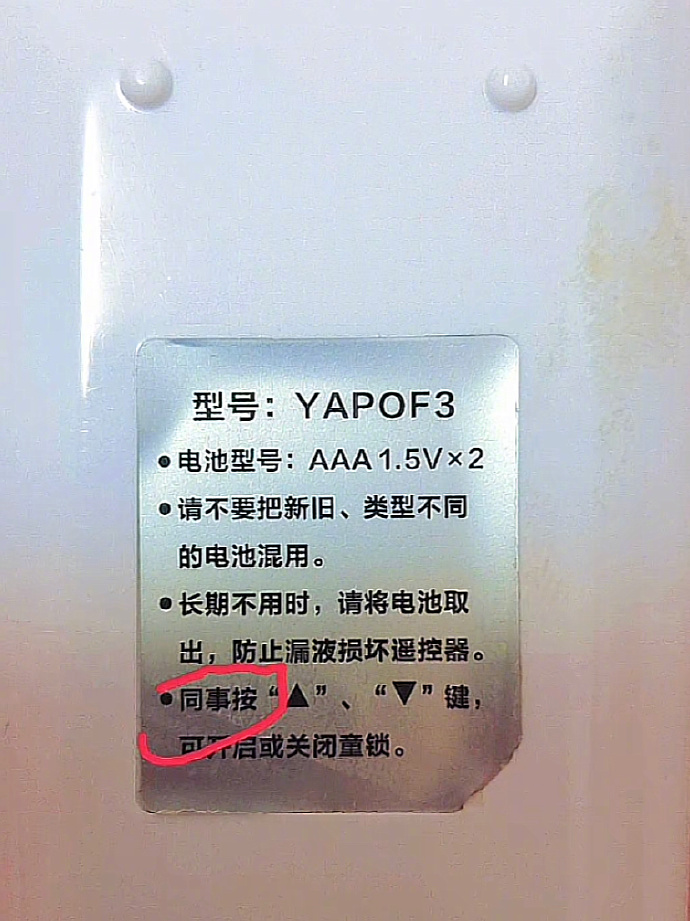 型号：YAPOF3
●电池型号：AAA 1.5V×2
●请不要把新旧、类型不同
的电池混用。
●长期不用时，请将电池取
出，防止漏液损坏遥控器。
●同事按“▲”、“▼”键，
可开启或关闭童锁。